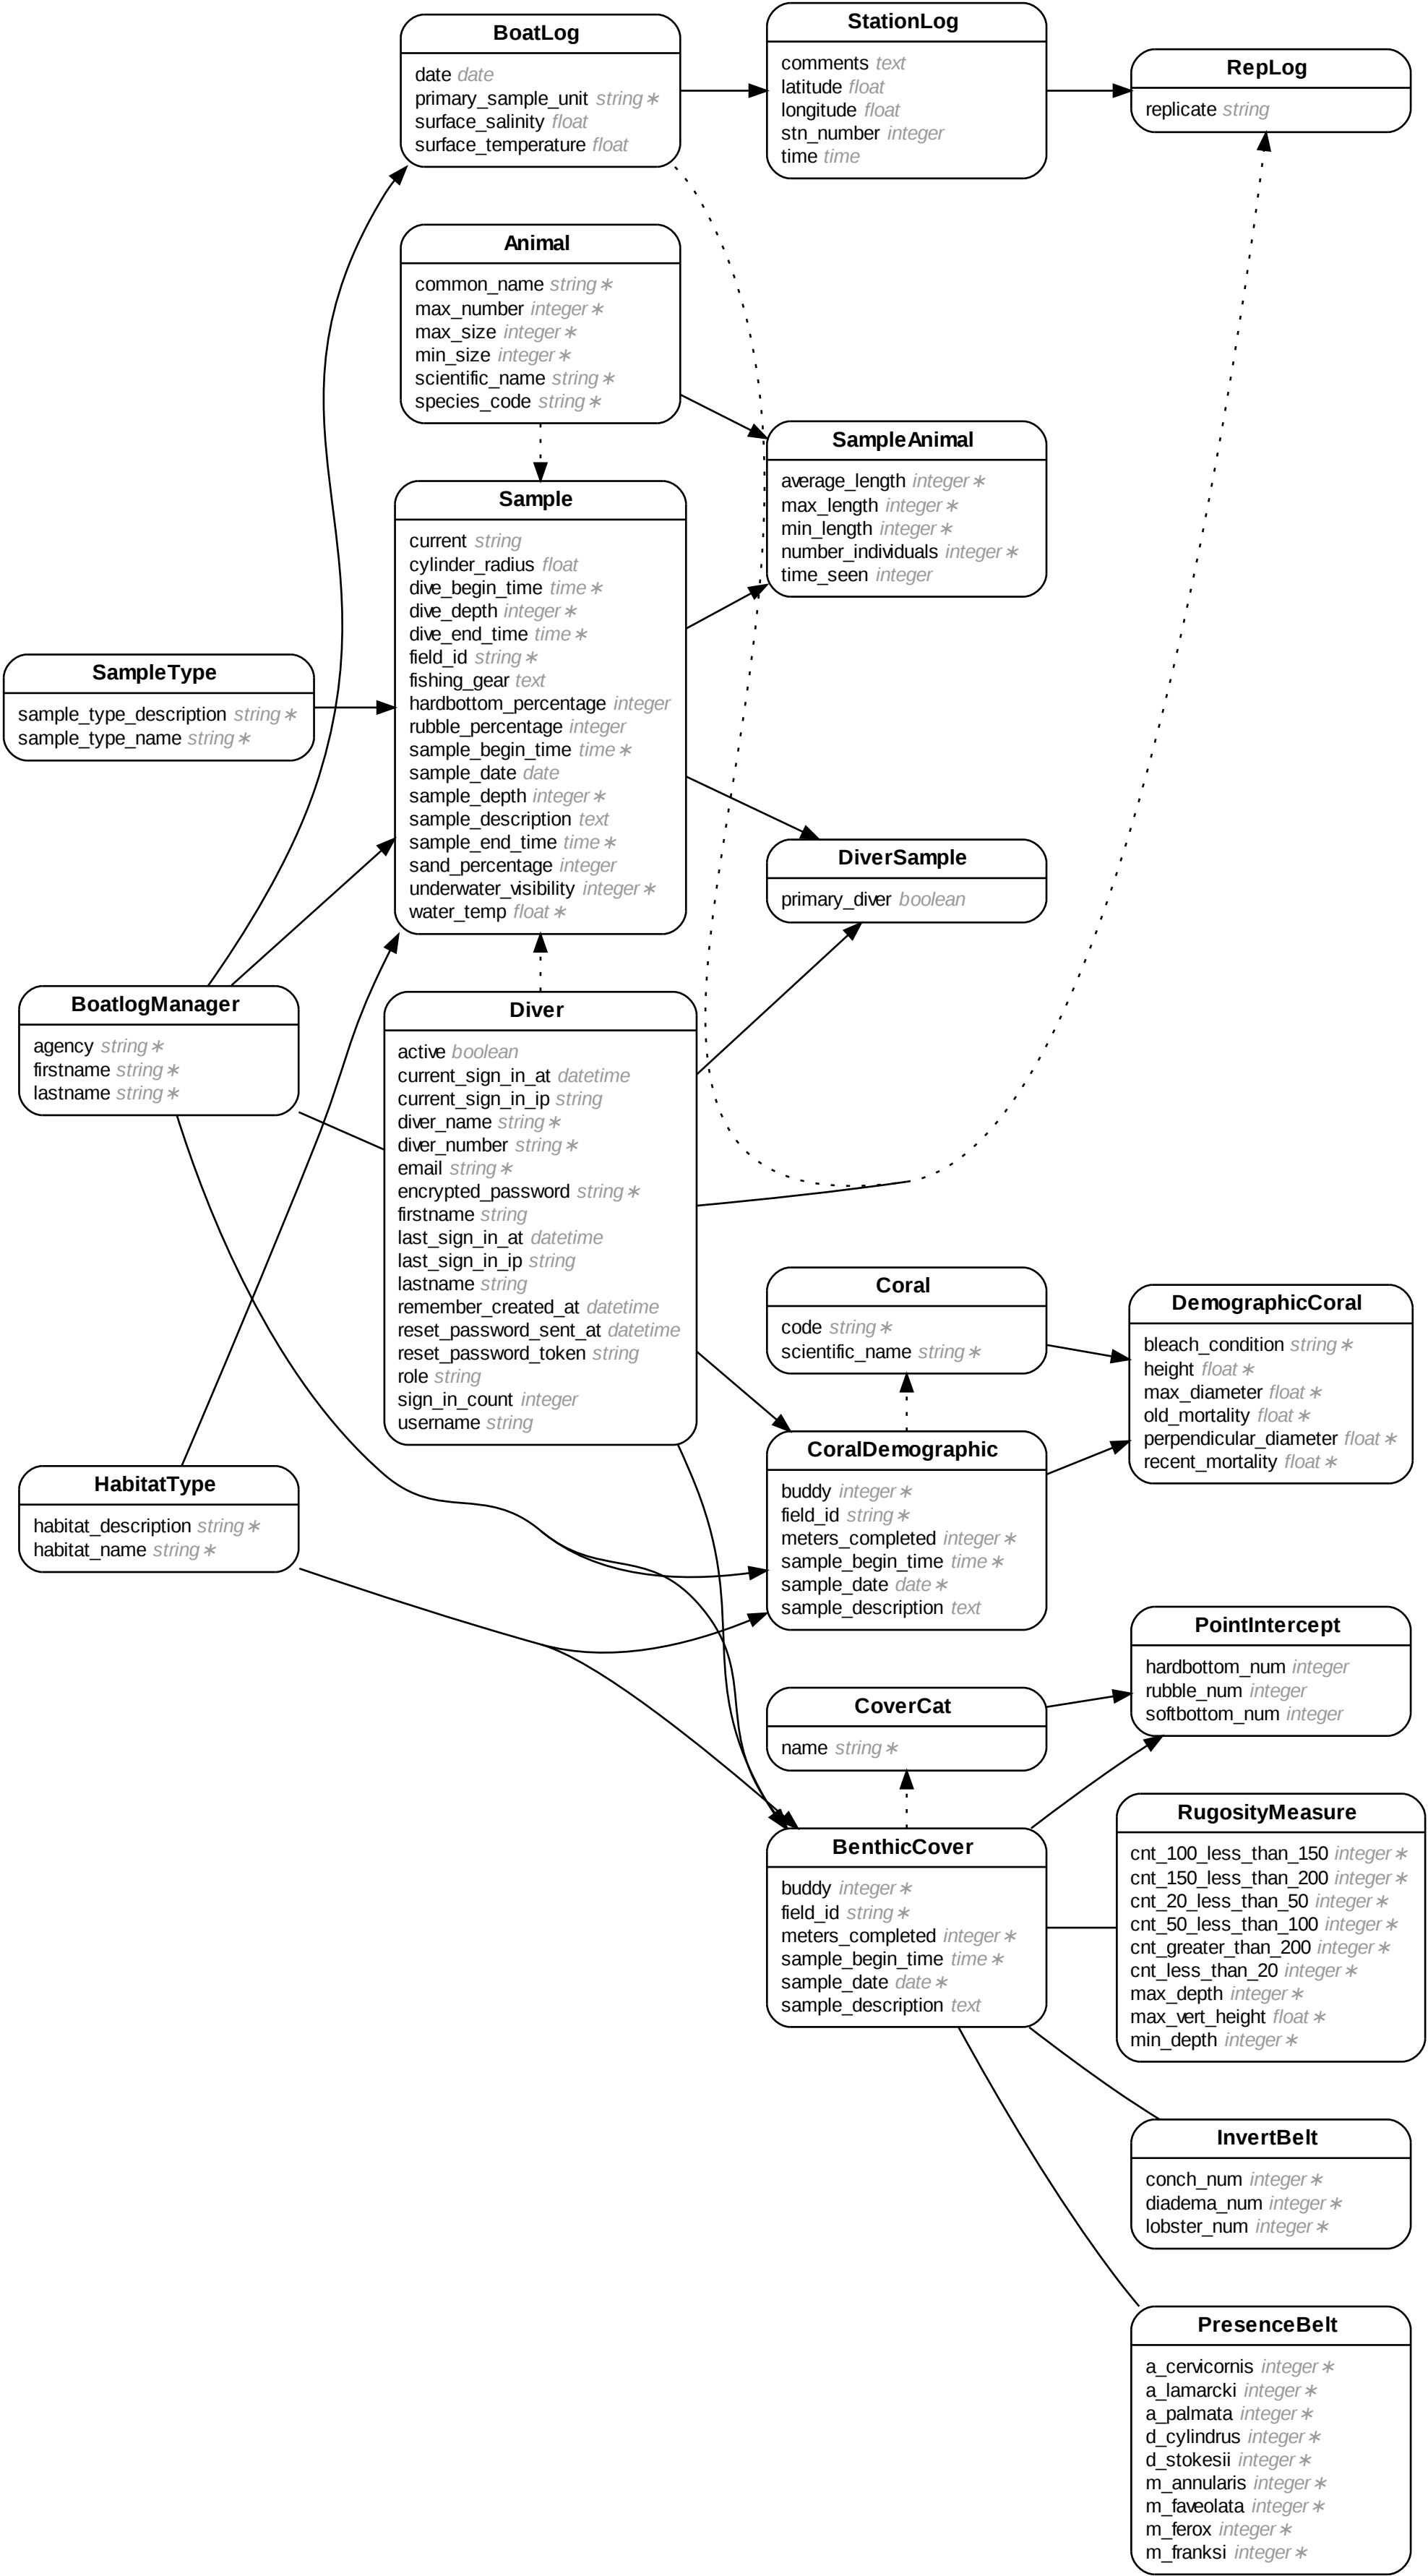 BoatLog
date date
primary_sample_unit string ∗
surface_salinity float
surface_temperature float
StationLog
comments text
latitude float
longitude float
stn_number integer
time time
RepLog
replicate string
Animal
common_name string ∗
max_number integer ∗
max_size integer ∗
min_size integer ∗
scientific_name string ∗
species_code string ∗
SampleAnimal
average_length integer ∗
max_length integer ∗
min_length integer ∗
number_individuals integer ∗
time_seen integer
Sample
current string
cylinder_radius float
dive_begin_time time ∗
dive_depth integer ∗
dive_end_time time ∗
field_id string ∗
fishing_gear text
hardbottom_percentage integer
rubble_percentage integer
sample_begin_time time ∗
sample_date date
sample_depth integer ∗
sample_description text
sample_end_time time ∗
sand_percentage integer
underwater_visibility integer ∗
water_temp float ∗
SampleType
sample_type_description string ∗
sample_type_name string ∗
DiverSample
primary_diver boolean
BoatlogManager
agency string ∗
firstname string ∗
lastname string ∗
Diver
active boolean
current_sign_in_at datetime
current_sign_in_ip string
diver_name string ∗
diver_number string ∗
email string ∗
encrypted_password string ∗
firstname string
last_sign_in_at datetime
last_sign_in_ip string
lastname string
remember_created_at datetime
reset_password_sent_at datetime
reset_password_token string
role string
sign_in_count integer
username string
Coral
code string ∗
scientific_name string ∗
DemographicCoral
bleach_condition string ∗
height float ∗
max_diameter float ∗
old_mortality float ∗
perpendicular_diameter float ∗
recent_mortality float ∗
CoralDemographic
buddy integer ∗
field_id string ∗
meters_completed integer ∗
sample_begin_time time ∗
sample_date date ∗
sample_description text
HabitatType
habitat_description string ∗
habitat_name string ∗
PointIntercept
hardbottom_num integer
rubble_num integer
softbottom_num integer
CoverCat
name string ∗
RugosityMeasure
cnt_100_less_than_150 integer ∗
cnt_150_less_than_200 integer ∗
cnt_20_less_than_50 integer ∗
cnt_50_less_than_100 integer ∗
cnt_greater_than_200 integer ∗
cnt_less_than_20 integer ∗
max_depth integer ∗
max_vert_height float ∗
min_depth integer ∗
BenthicCover
buddy integer ∗
field_id string ∗
meters_completed integer ∗
sample_begin_time time ∗
sample_date date ∗
sample_description text
InvertBelt
conch_num integer ∗
diadema_num integer ∗
lobster_num integer ∗
PresenceBelt
a_cervicornis integer ∗
a_lamarcki integer ∗
a_palmata integer ∗
d_cylindrus integer ∗
d_stokesii integer ∗
m_annularis integer ∗
m_faveolata integer ∗
m_ferox integer ∗
m_franksi integer ∗